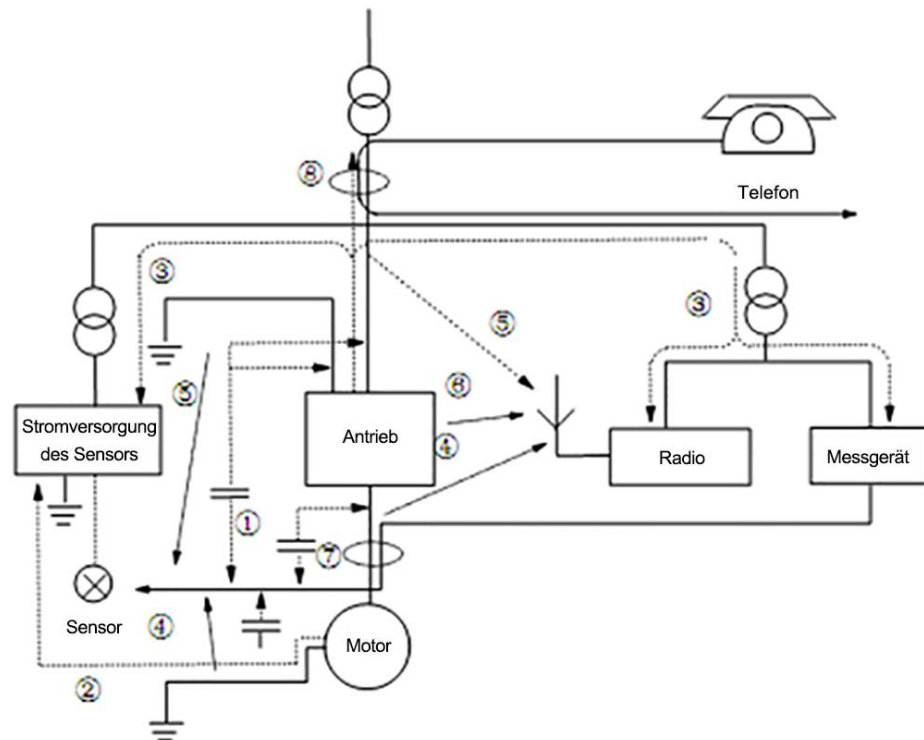 ⑧
Telefon
③
③
⑤
⑤
⑥
Stromversorgung
des Sensors
Antrieb
④
Radio
Messgerät
①
⑦
Sensor
④
Motor
②